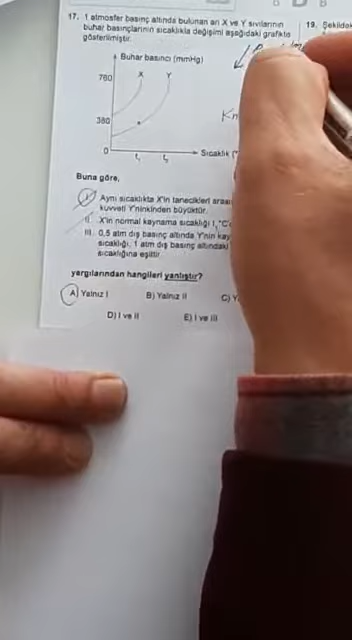 17. 1 atmosfer basınç altında bulunan arı X ve Y sıvılarının
buhar basınçlarının sıcaklıkla değişimi aşağıdaki grafikte
gösterilmiştir.
Buhar basıncı (mmHg)
760
X
Y
380
0
t₁
t₂
Sıcaklık
Buna göre,
I. Aynı sıcaklıkta X'in tanecikleri
kuvveti Y'ninkinden büyüktür.
II. X'in normal kaynama sıcaklığı t₁ °C'
III. 0,5 atm dış basınç altında Y'nin
sıcaklığı, 1 atm dış basınç altındaki
sıcaklığına eşittir.
yargılarından hangileri yanlıştır?
A) Yalnız I
B) Yalnız II
C)
D) I ve II
E) I ve III
19. Şekildek